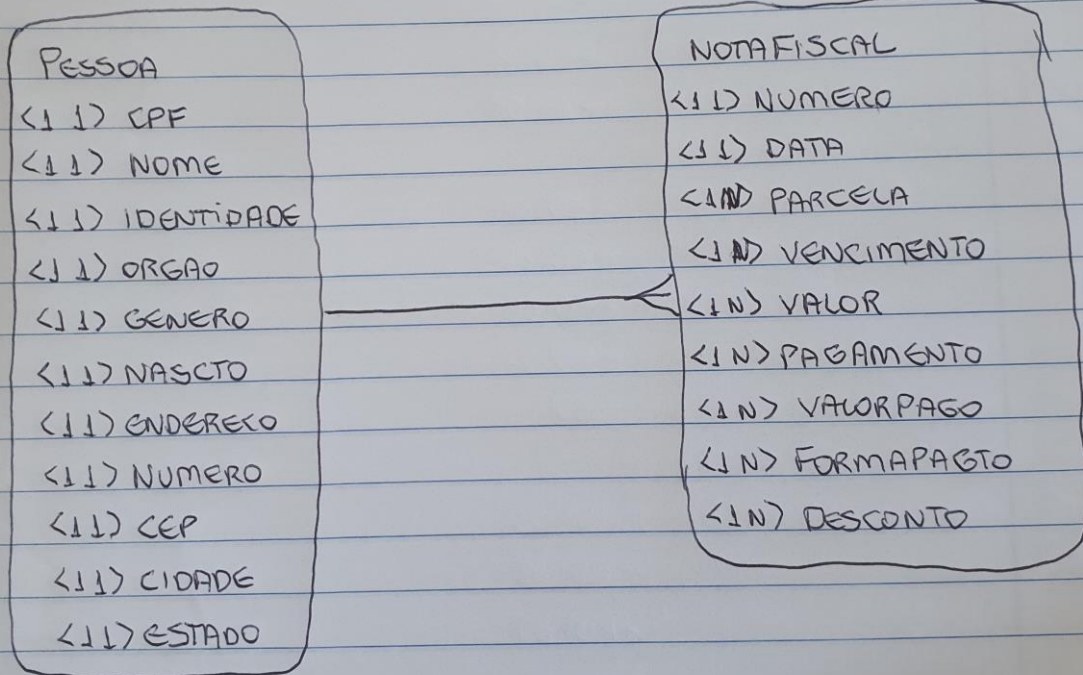 PESSOA
<1 1> CPF
<1 1> NOME
<1 1> IDENTIDADE
<1 1> ORGAO
<1 1> GENERO
<1 1> NASCTO
<1 1> ENDERECO
<1 1> NUMERO
<1 1> CEP
<1 1> CIDADE
<1 1> ESTADO
NOTAFISCAL
<1 1> NUMERO
<1 1> DATA
<1 N> PARCELA
<1 N> VENCIMENTO
<1 N> VALOR
<1 N> PAGAMENTO
<1 N> VALORPAGO
<1 N> FORMAPAGTO
<1 N> DESCONTO